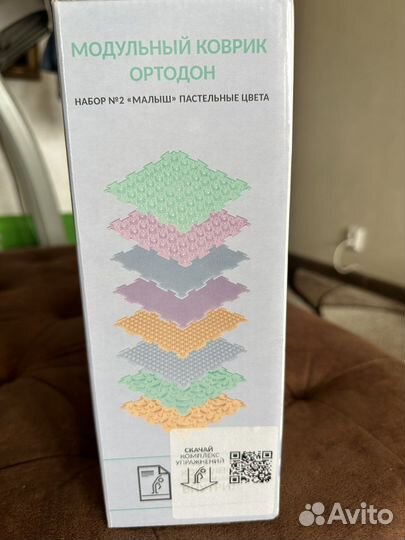 МОДУЛЬНЫЙ КОВРИК
ОРТОДОН
НАБОР №2 «МАЛЫШ» ПАСТЕЛЬНЫЕ ЦВЕТА
СКАЧАЙ
КОМПЛЕКС
УПРАЖНЕНИЙ
Avito